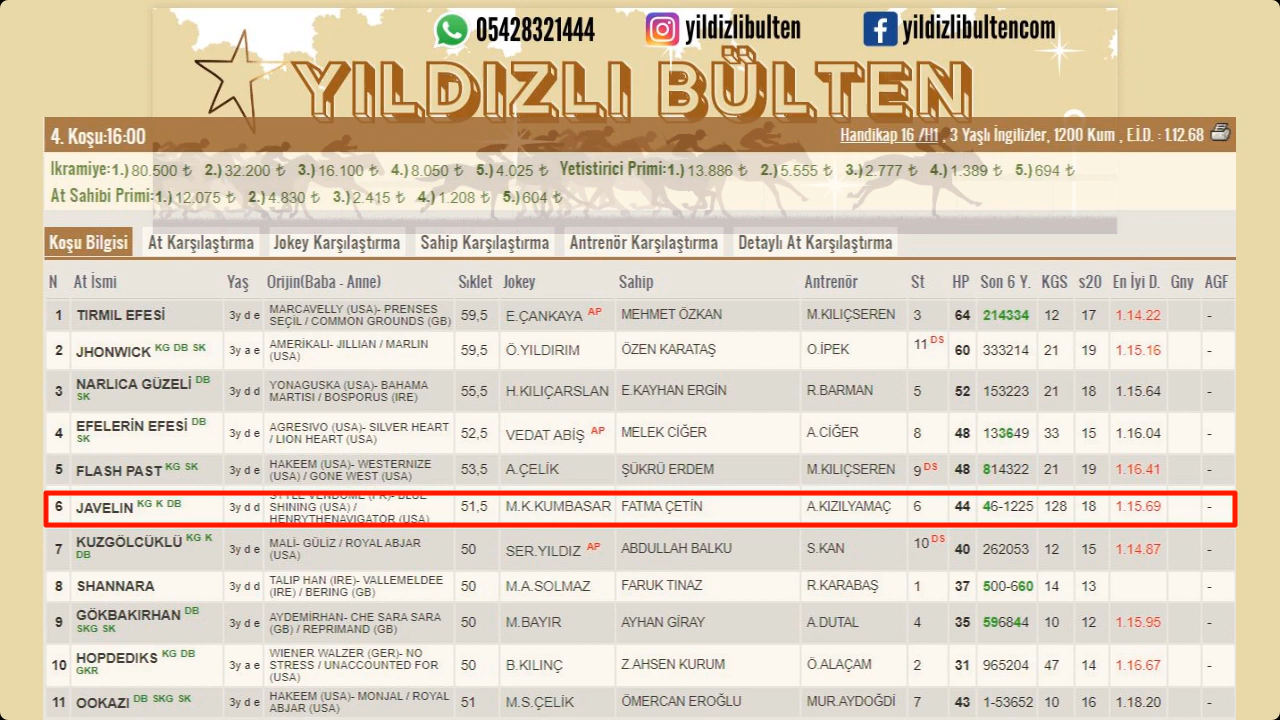 05428321444 yildizlibulten yildizlibultencom
YILDIZLI BÜLTEN
4. Koşu:16:00 Handikap 16 /H1 , 3 Yaşlı İngilizler, 1200 Kum , E.İ.D. : 1.12.68
Ikramiye:1.) 80.500 ₺ 2.) 32.200 ₺ 3.) 16.100 ₺ 4.) 8.050 ₺ 5.) 4.025 ₺ Yetistirici Primi:1.) 13.886 ₺ 2.) 5.555 ₺ 3.) 2.777 ₺ 4.) 1.389 ₺ 5.) 694 ₺
At Sahibi Primi:1.) 12.075 ₺ 2.) 4.830 ₺ 3.) 2.415 ₺ 4.) 1.208 ₺ 5.) 604 ₺
Koşu Bilgisi At Karşılaştırma Jokey Karşılaştırma Sahip Karşılaştırma Antrenör Karşılaştırma Detaylı At Karşılaştırma
N At İsmi Yaş Orijin(Baba - Anne) Sıklet Jokey Sahip Antrenör St HP Son 6 Y. KGS s20 En İyi D. Gny AGF
1 TIRMIL EFESİ 3y d e MARCAVELLY (USA)- PRENSES SEÇİL / COMMON GROUNDS (GB) 59,5 E.ÇANKAYA AP MEHMET ÖZKAN M.KILIÇSEREN 3 64 214334 12 17 1.14.22 -
2 JHONWICK KG DB SK 3y a e AMERİKALI- JILLIAN / MARLIN (USA) 59,5 Ö.YILDIRIM ÖZEN KARATAŞ O.İPEK 11 DS 60 333214 21 19 1.15.16 -
3 NARLICA GÜZELİ DB SK 3y d d YONAGUSKA (USA)- BAHAMA MARTISI / BOSPORUS (IRE) 55,5 H.KILIÇARSLAN E.KAYHAN ERGİN R.BARMAN 5 52 153223 21 18 1.15.64 -
4 EFELERİN EFESİ DB SK 3y d e AGRESIVO (USA)- SILVER HEART / LION HEART (USA) 52,5 VEDAT ABİŞ AP MELEK CİĞER A.CİĞER 8 48 133649 33 15 1.16.04 -
5 FLASH PAST KG SK 3y d e HAKEEM (USA)- WESTERNIZE (USA) / GONE WEST (USA) 53,5 A.ÇELİK ŞÜKRÜ ERDEM M.KILIÇSEREN 9 DS 48 814322 21 19 1.16.41 -
6 JAVELIN KG K DB 3y d d STYLE VENDOME (FR)- BLUE SHINING (USA) / HENRYTHENAVIGATOR (USA) 51,5 M.K.KUMBASAR FATMA ÇETİN A.KIZILYAMAÇ 6 44 46-1225 128 18 1.15.69 -
7 KUZGÖLCÜKLÜ KG K DB 3y d e MALİ- GÜLİZ / ROYAL ABJAR (USA) 50 SER.YILDIZ AP ABDULLAH BALKU S.KAN 10 DS 40 262053 12 15 1.14.87 -
8 SHANNARA 3y d d TALIP HAN (IRE)- VALLEMELDEE (IRE) / BERING (GB) 50 M.A.SOLMAZ FARUK TINAZ R.KARABAŞ 1 37 500-660 14 13 -
9 GÖKBAKIRHAN DB SKG SK 3y d e AYDEMİRHAN- CHE SARA SARA (GB) / REPRIMAND (GB) 50 M.BAYIR AYHAN GİRAY A.DUTAL 4 35 596844 10 12 1.15.95 -
10 HOPDEDIKS KG DB GKR 3y a e WIENER WALZER (GER)- NO STRESS / UNACCOUNTED FOR (USA) 50 B.KILINÇ Z.AHSEN KURUM Ö.ALAÇAM 2 31 965204 47 14 1.16.67 -
11 OOKAZI DB SKG SK 3y d e HAKEEM (USA)- MONJAL / ROYAL ABJAR (USA) 51 M.S.ÇELİK ÖMERCAN EROĞLU MUR.AYDOĞDİ 7 43 1-53652 10 16 1.18.20 -